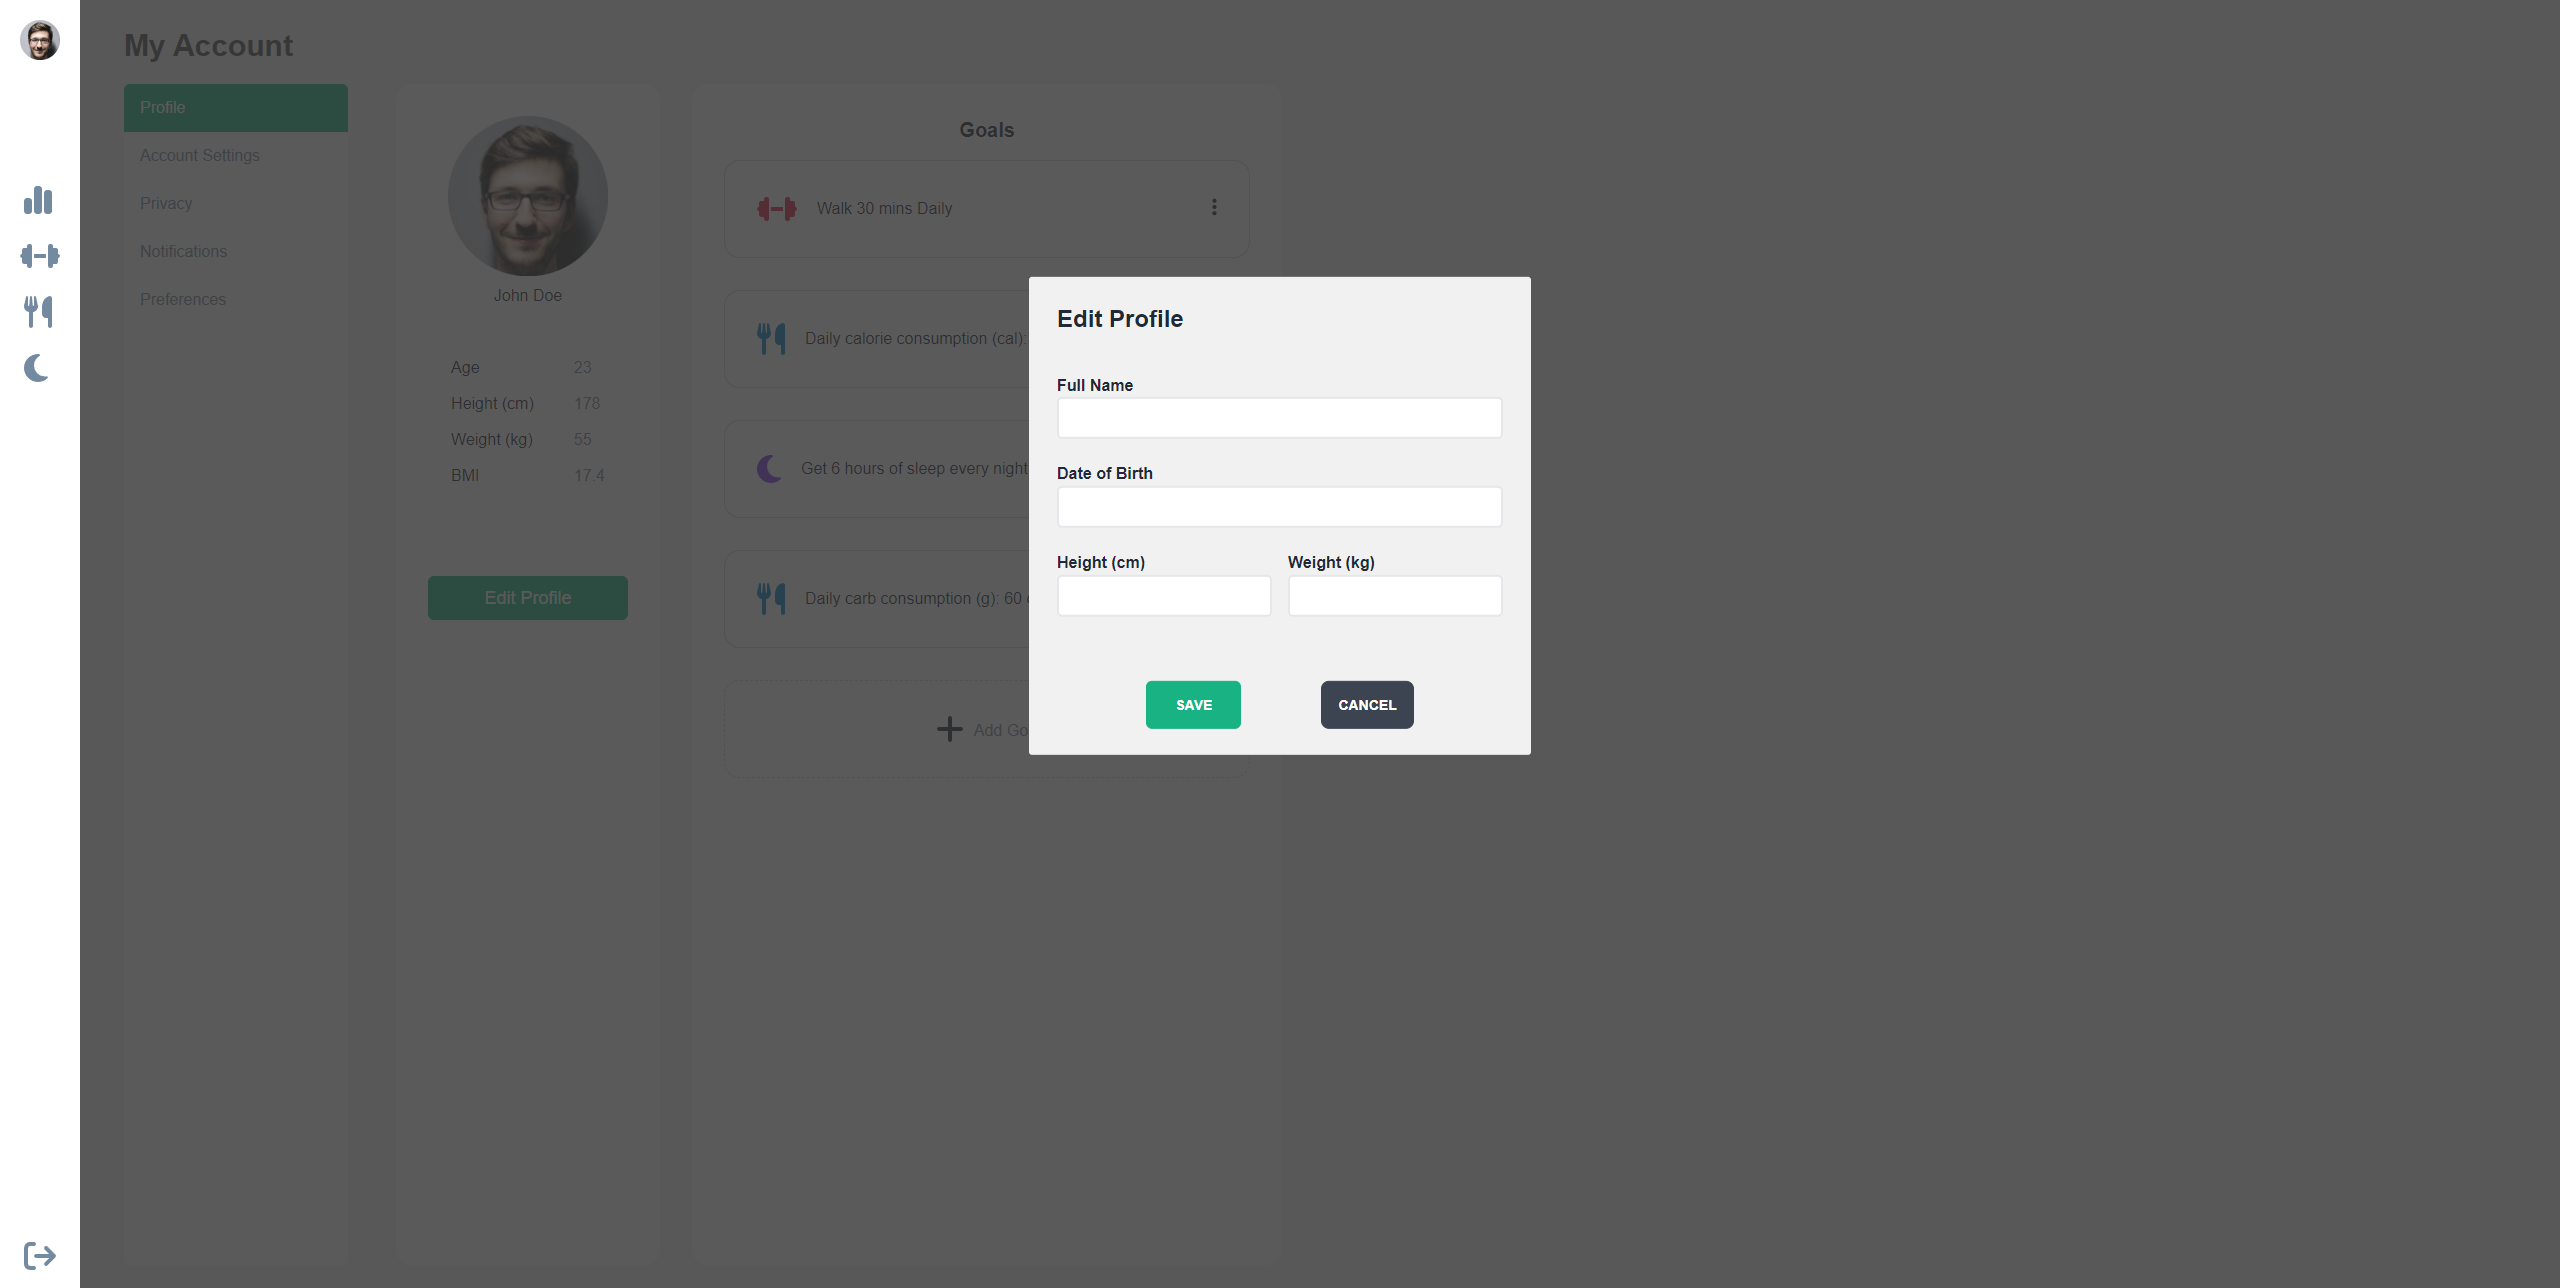 My Account
Profile
Account Settings
Privacy
Notifications
Preferences
John Doe
Age 23
Height (cm) 178
Weight (kg) 55
BMI 17.4
Edit Profile
Goals
Walk 30 mins Daily
Daily calorie consumption (cal):
Get 6 hours of sleep every night
Daily carb consumption (g): 60
Add
Edit Profile
Full Name
Date of Birth
Height (cm) Weight (kg)
SAVE CANCEL